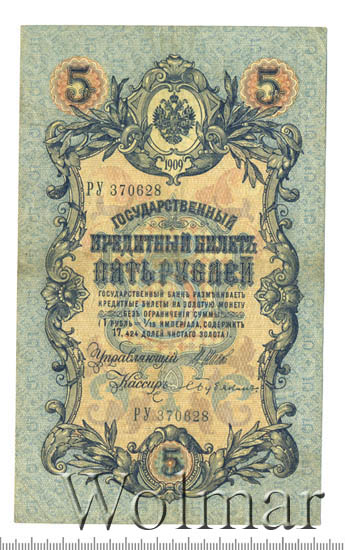 5 5
1909
РУ 370628
ГОСУДАРСТВЕННЫЙ
КРЕДИТНЫЙ БИЛЕТЪ
ПЯТЬ РУБЛЕЙ
ГОСУДАРСТВЕННЫЙ БАНКЪ РАЗМѢНИВАЕТЪ
КРЕДИТНЫЕ БИЛЕТЫ НА ЗОЛОТУЮ МОНЕТУ
БЕЗЪ ОГРАНИЧЕНІЯ СУММЫ
(1 РУБЛЬ = 1/15 ИМПЕРІАЛА, СОДЕРЖИТЪ
17,424 ДОЛЕЙ ЧИСТАГО ЗОЛОТА).
Управляющій
Кассиръ
РУ 370628
5
Wolmar